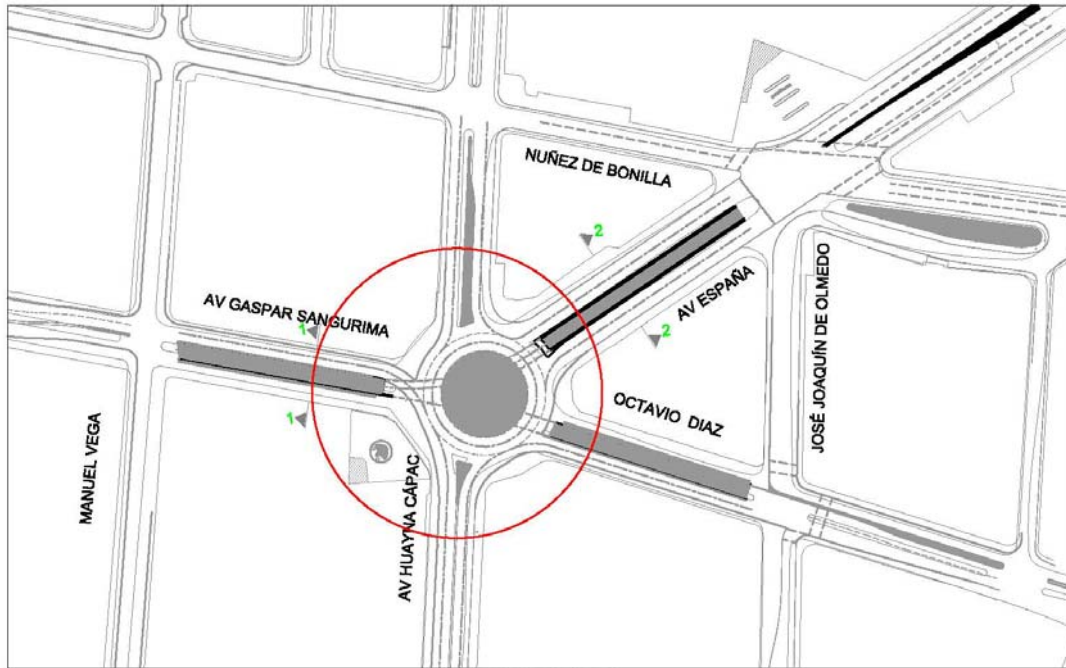 NUÑEZ DE BONILLA
2
AV GASPAR SANGURIMA
1
AV ESPAÑA
2
JOSÉ JOAQUÍN DE OLMEDO
OCTAVIO DIAZ
1
MANUEL VEGA
AV HUAYNA CÁPAC